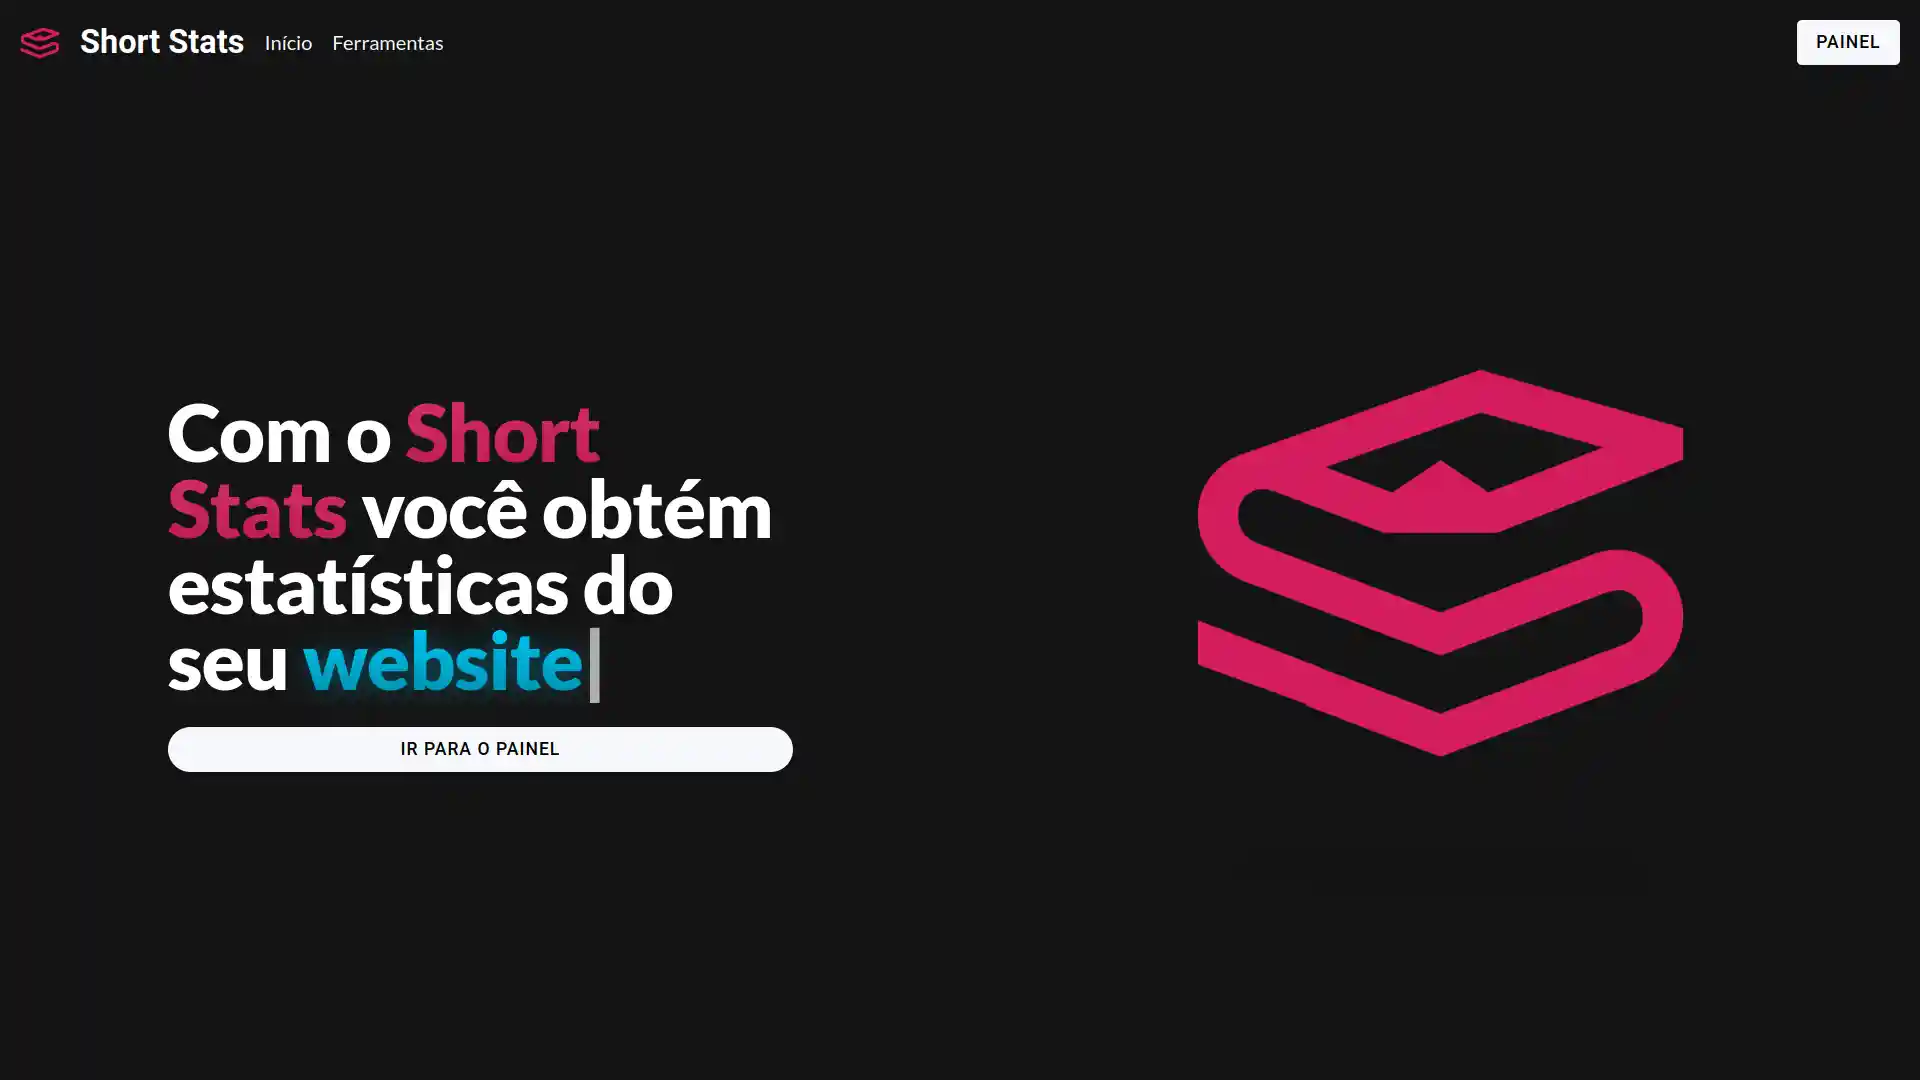 Short Stats
Início
Ferramentas
PAINEL
Com o Short
Stats você obtém
estatísticas do
seu website
IR PARA O PAINEL